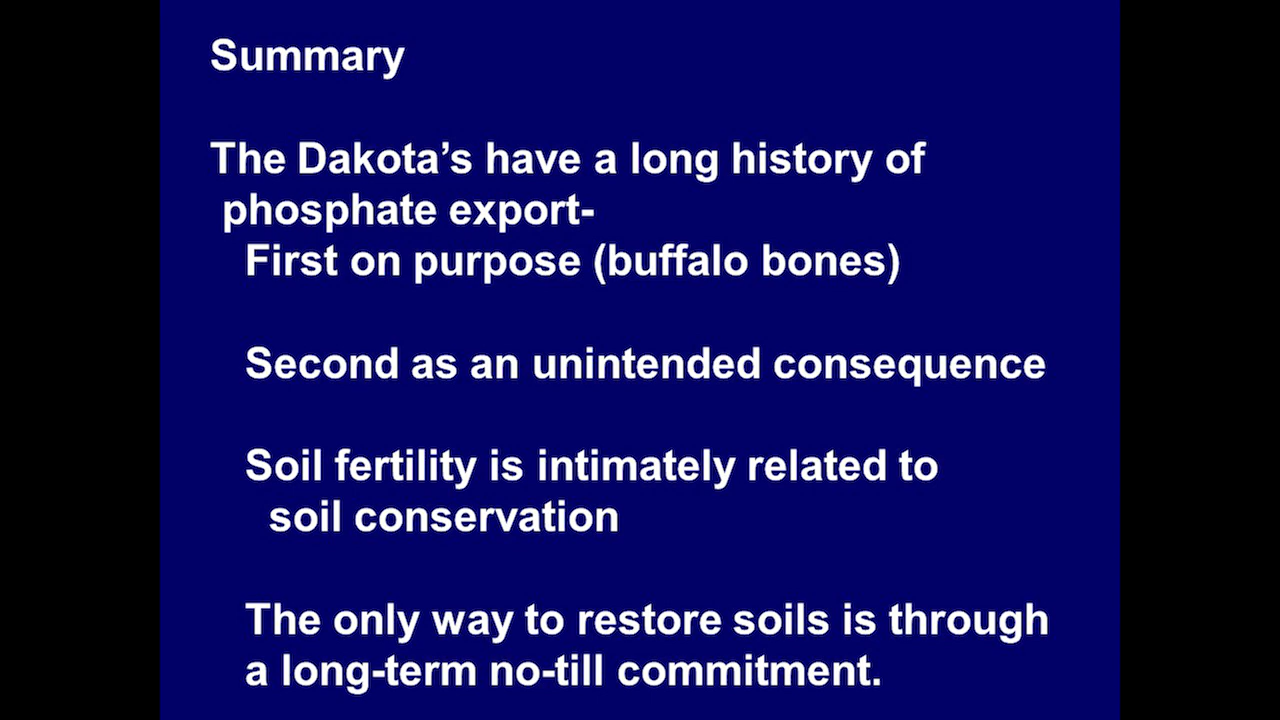 Summary
The Dakota’s have a long history of
phosphate export-
First on purpose (buffalo bones)
Second as an unintended consequence
Soil fertility is intimately related to
soil conservation
The only way to restore soils is through
a long-term no-till commitment.